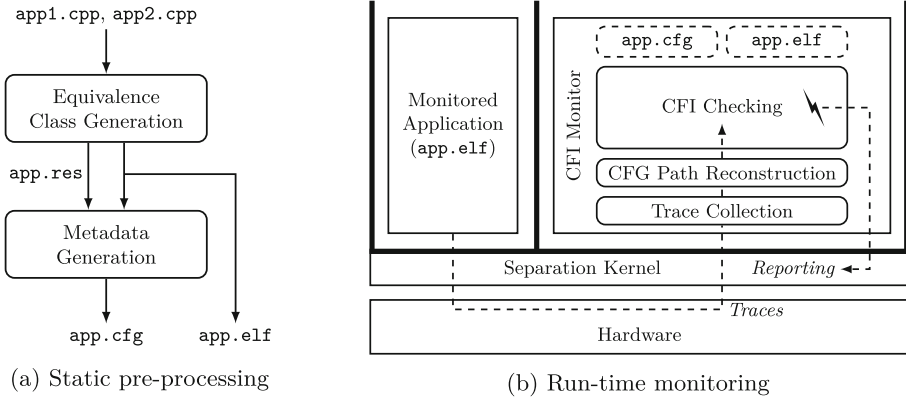 app1.cpp, app2.cpp
Equivalence
Class Generation
app.res
Metadata
Generation
app.cfg
app.elf
(a) Static pre-processing
app.cfg
app.elf
CFI Monitor
Monitored
Application
(app.elf)
CFI Checking
CFG Path Reconstruction
Trace Collection
Separation Kernel
Reporting
Traces
Hardware
(b) Run-time monitoring